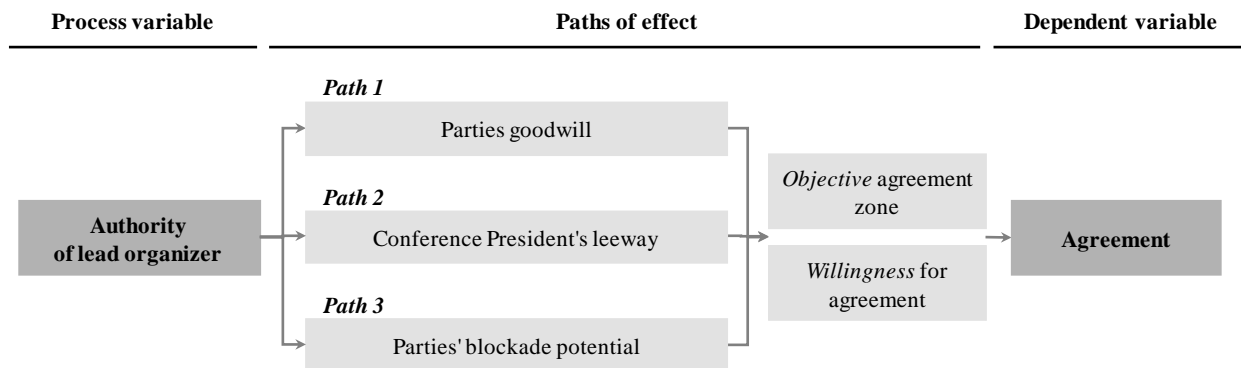 Process variable
Paths of effect
Dependent variable
Path 1
Parties goodwill
Path 2
Conference President's leeway
Path 3
Parties' blockade potential
Authority
of lead organizer
Objective agreement
zone
Willingness for
agreement
Agreement